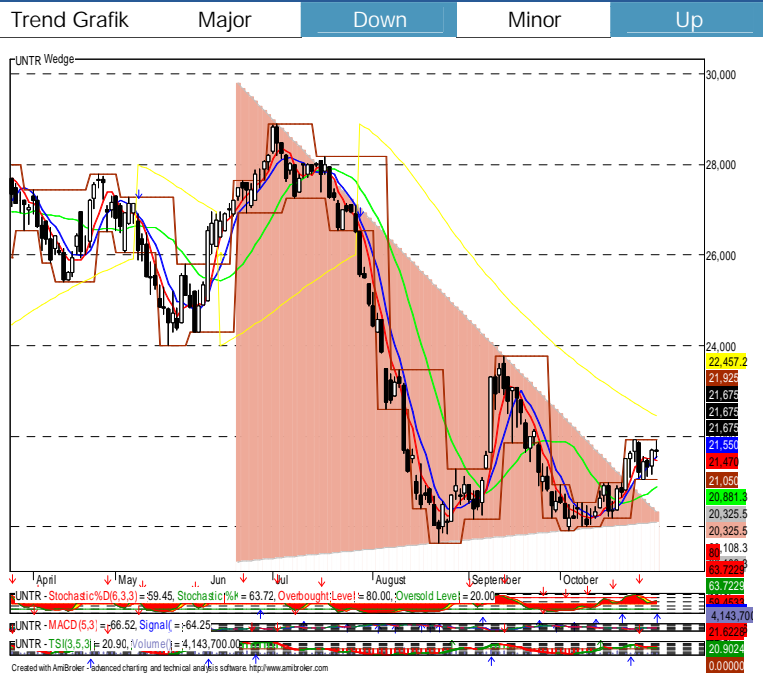 Trend Grafik Major Down Minor Up
UNTR Wedge
30,000
28,000
26,000
24,000
22,457.2
21,925
21,675
21,675
21,675
21,550
21,470
21,050
20,881.3
20,325.5
20,325.5
April May Jun Jul August September October
63.7229
63.7229
UNTR - Stochastic%D(6,3,3) = 59.45, Stochastic %K = 63.72, Overbought Level = 80.00, Oversold Level = 20.00
4,143,700
UNTR - MACD(5,3) = -66.52, Signal( = -64.25
UNTR - TSI(3,5,3) = 20.90, Volume( = 4,143,700.00
20.9024
0.00000
Created with AmiBroker - advanced charting and technical analysis software. http://www.amibroker.com